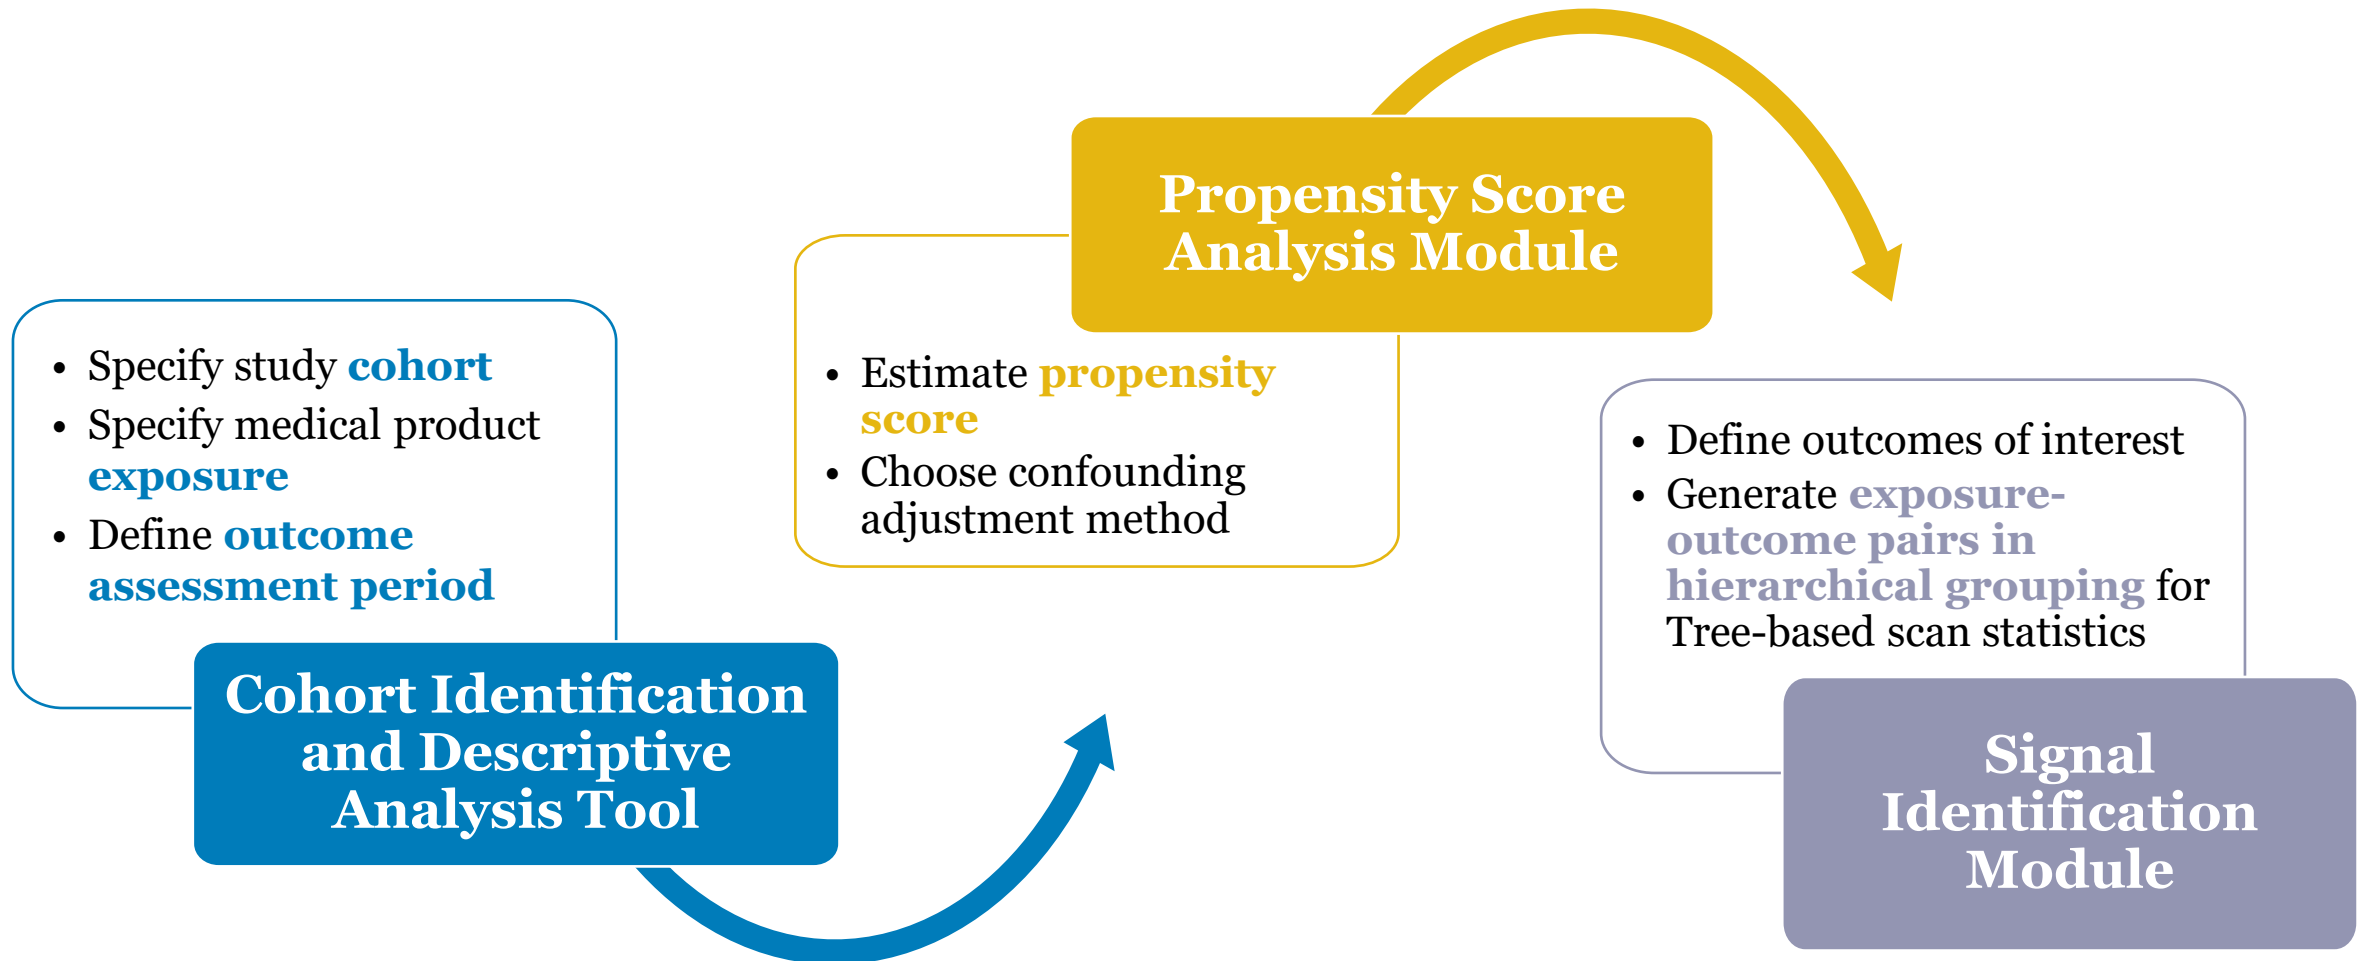 • Specify study cohort
• Specify medical product
exposure
• Define outcome
assessment period
Cohort Identification
and Descriptive
Analysis Tool
Propensity Score
Analysis Module
• Estimate propensity
score
• Choose confounding
adjustment method
• Define outcomes of interest
• Generate exposure-
outcome pairs in
hierarchical grouping for
Tree-based scan statistics
Signal
Identification
Module